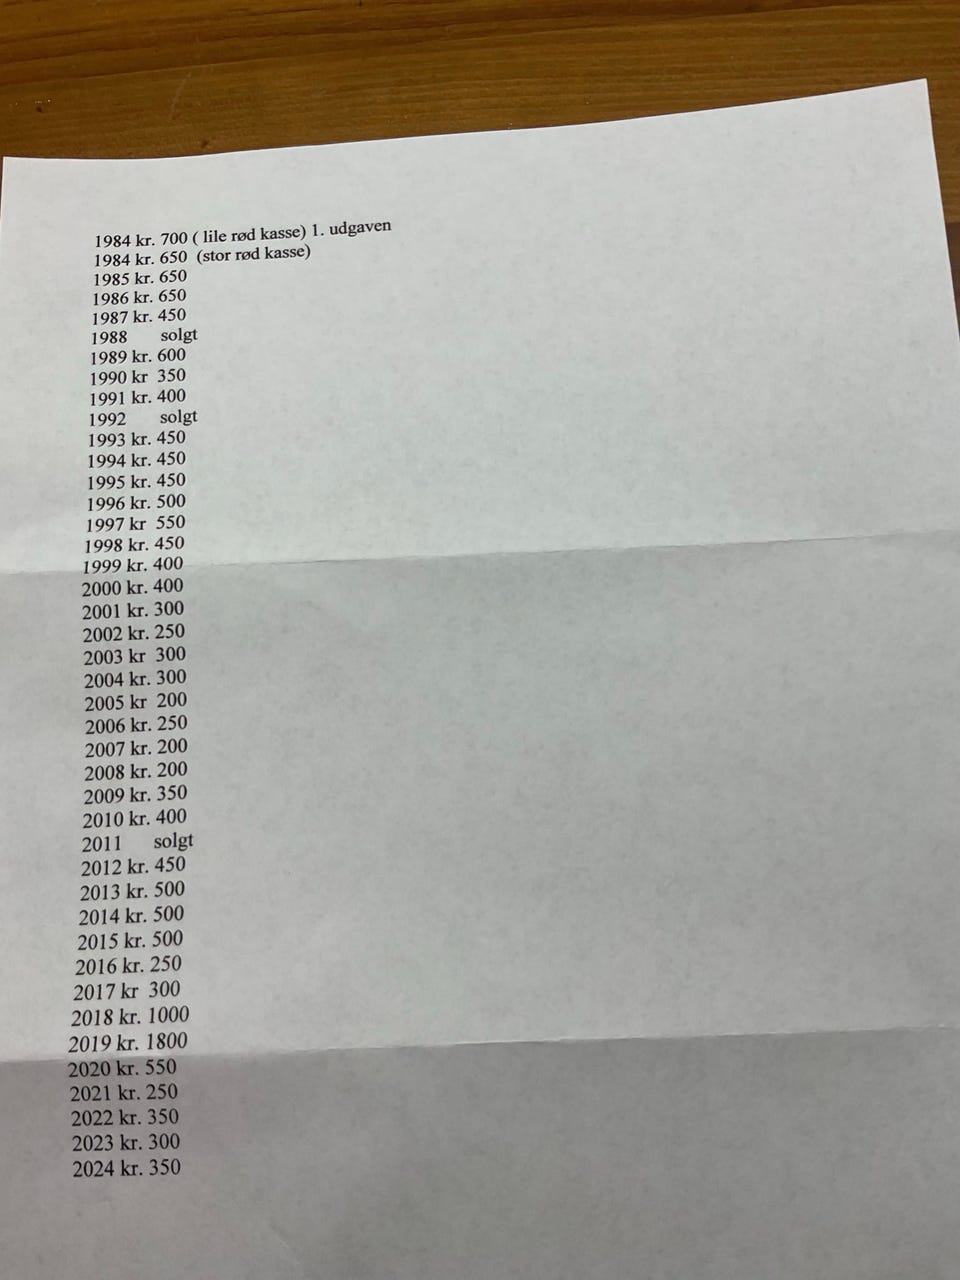 1984 kr. 700 ( lile rød kasse) 1. udgaven
1984 kr. 650 (stor rød kasse)
1985 kr. 650
1986 kr. 650
1987 kr. 450
1988 solgt
1989 kr. 600
1990 kr 350
1991 kr. 400
1992 solgt
1993 kr. 450
1994 kr. 450
1995 kr. 450
1996 kr. 500
1997 kr 550
1998 kr. 450
1999 kr. 400
2000 kr. 400
2001 kr. 300
2002 kr. 250
2003 kr 300
2004 kr. 300
2005 kr 200
2006 kr. 250
2007 kr. 200
2008 kr. 200
2009 kr. 350
2010 kr. 400
2011 solgt
2012 kr. 450
2013 kr. 500
2014 kr. 500
2015 kr. 500
2016 kr. 250
2017 kr 300
2018 kr. 1000
2019 kr. 1800
2020 kr. 550
2021 kr. 250
2022 kr. 350
2023 kr. 300
2024 kr. 350